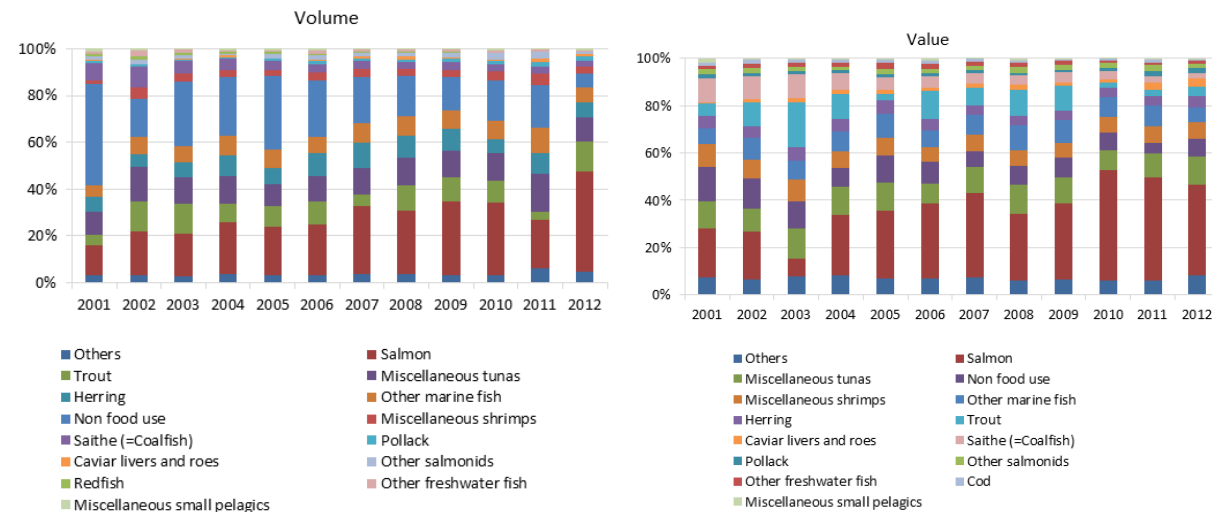 Volume
100%
80%
60%
40%
20%
0%
2001 2002 2003 2004 2005 2006 2007 2008 2009 2010 2011 2012
Others Salmon
Trout Miscellaneous tunas
Herring Other marine fish
Non food use Miscellaneous shrimps
Saithe (=Coalfish) Pollack
Caviar livers and roes Other salmonids
Redfish Other freshwater fish
Miscellaneous small pelagics
Value
100%
80%
60%
40%
20%
0%
2001 2002 2003 2004 2005 2006 2007 2008 2009 2010 2011 2012
Others Salmon
Miscellaneous tunas Non food use
Miscellaneous shrimps Other marine fish
Herring Trout
Caviar livers and roes Saithe (=Coalfish)
Pollack Other salmonids
Other freshwater fish Cod
Miscellaneous small pelagics